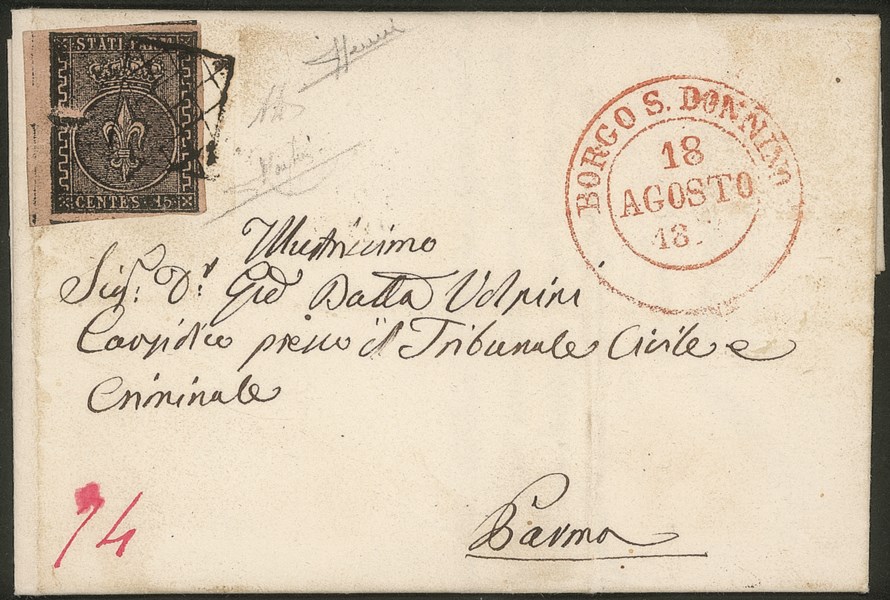 STATI PARM.
CENTES. 15
BORGO S. DONNINO
18
AGOSTO
18
Illustrissimo
Sig.r D.r Gio Dalla Volpini
Causidico presso il Tribunale Civile e
Criminale
Parma
74